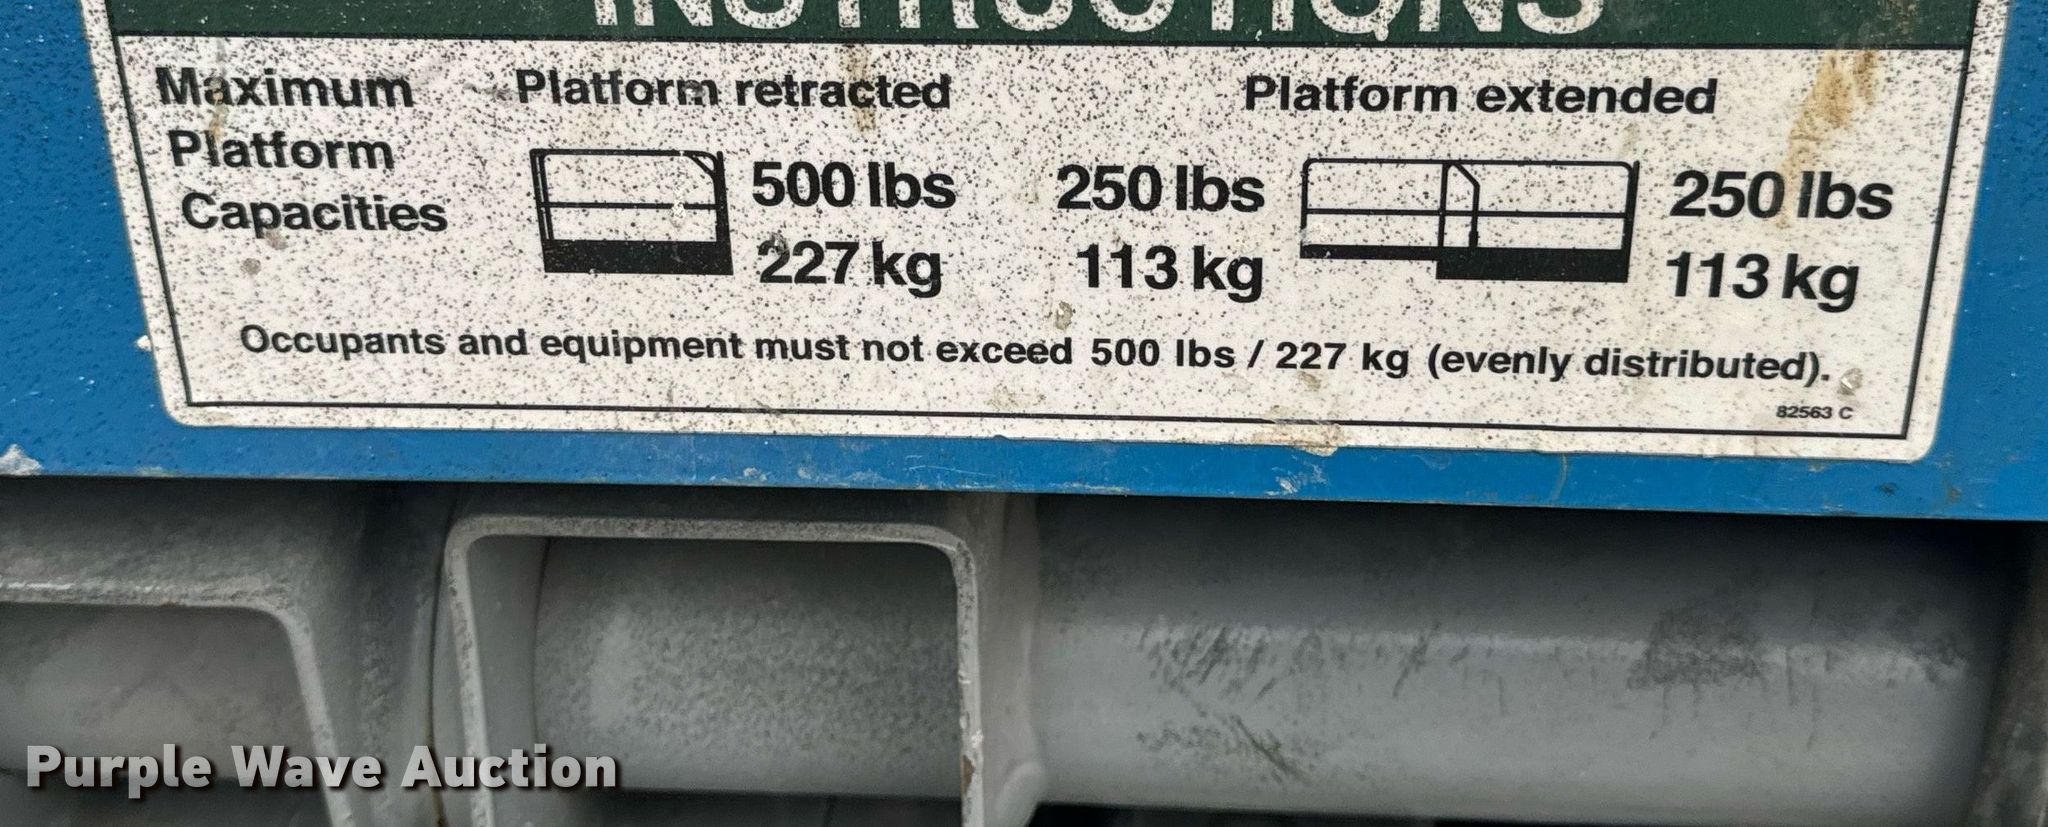 INSTRUCTIONS
Maximum
Platform
Capacities
Platform retracted
500 lbs
227 kg
Platform extended
250 lbs
113 kg
250 lbs
113 kg
Occupants and equipment must not exceed 500 lbs / 227 kg (evenly distributed).
82563 C
Purple Wave Auction